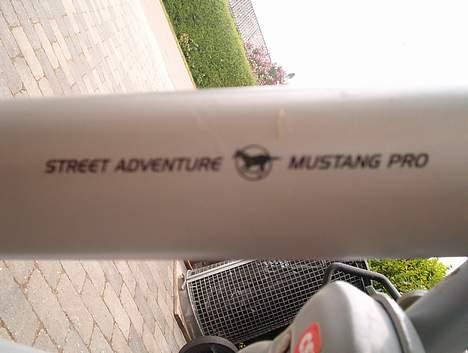 STREET ADVENTURE MUSTANG PRO